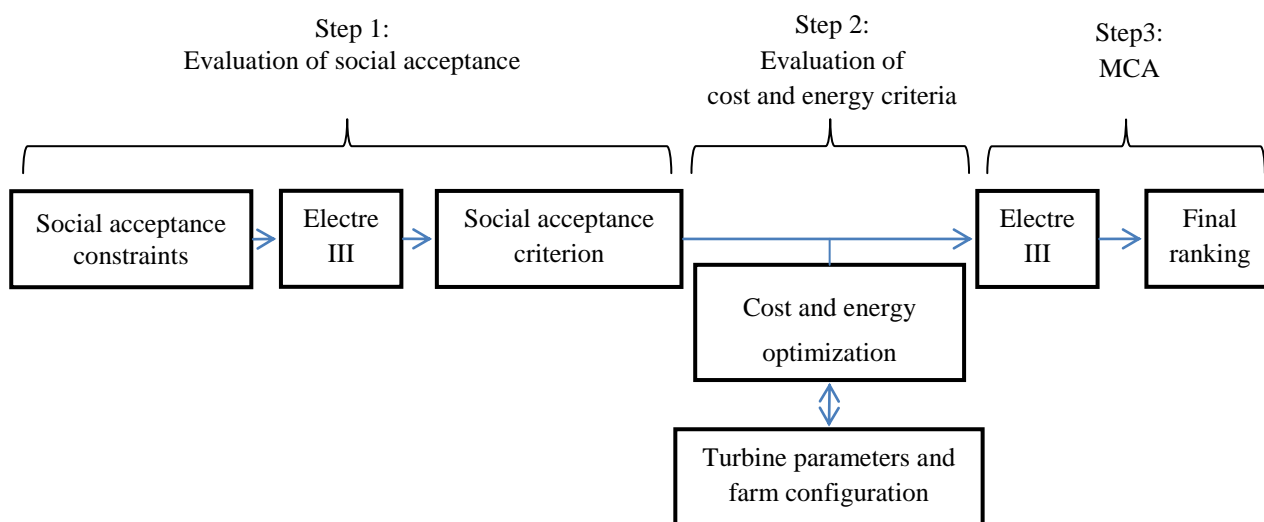 Step 1:
Evaluation of social acceptance
Step 2:
Evaluation of
cost and energy criteria
Step3:
MCA
Social acceptance
constraints
Electre
III
Social acceptance
criterion
Electre
III
Final
ranking
Cost and energy
optimization
Turbine parameters and
farm configuration